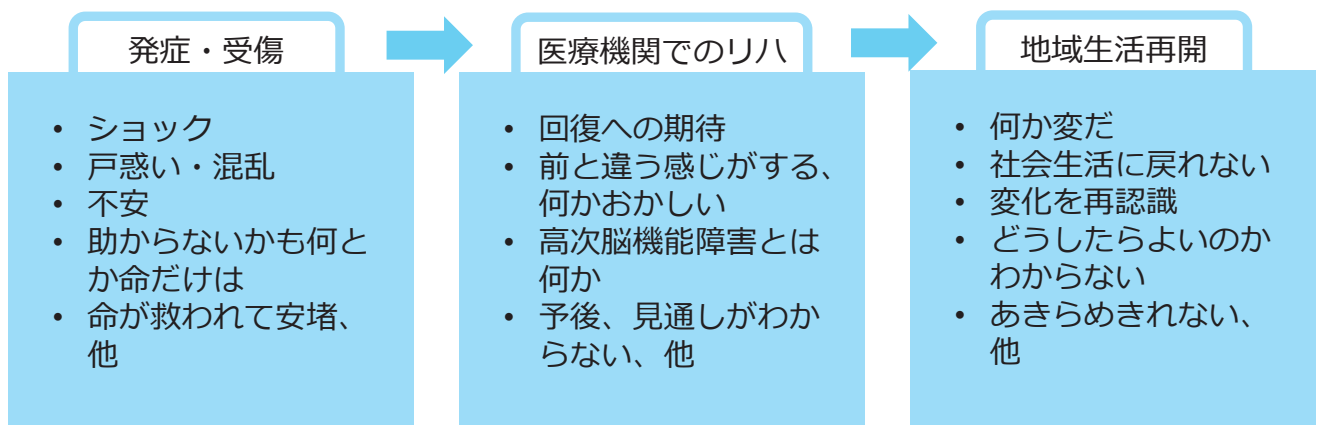 発症・受傷
• ショック
• 戸惑い・混乱
• 不安
• 助からないかも何と
か命だけは
• 命が救われて安堵、
他
医療機関でのリハ
• 回復への期待
• 前と違う感じがする、
何かおかしい
• 高次脳機能障害とは
何か
• 予後、見通しがわか
らない、他
地域生活再開
• 何か変だ
• 社会生活に戻れない
• 変化を再認識
• どうしたらよいのか
わからない
• あきらめきれない、
他